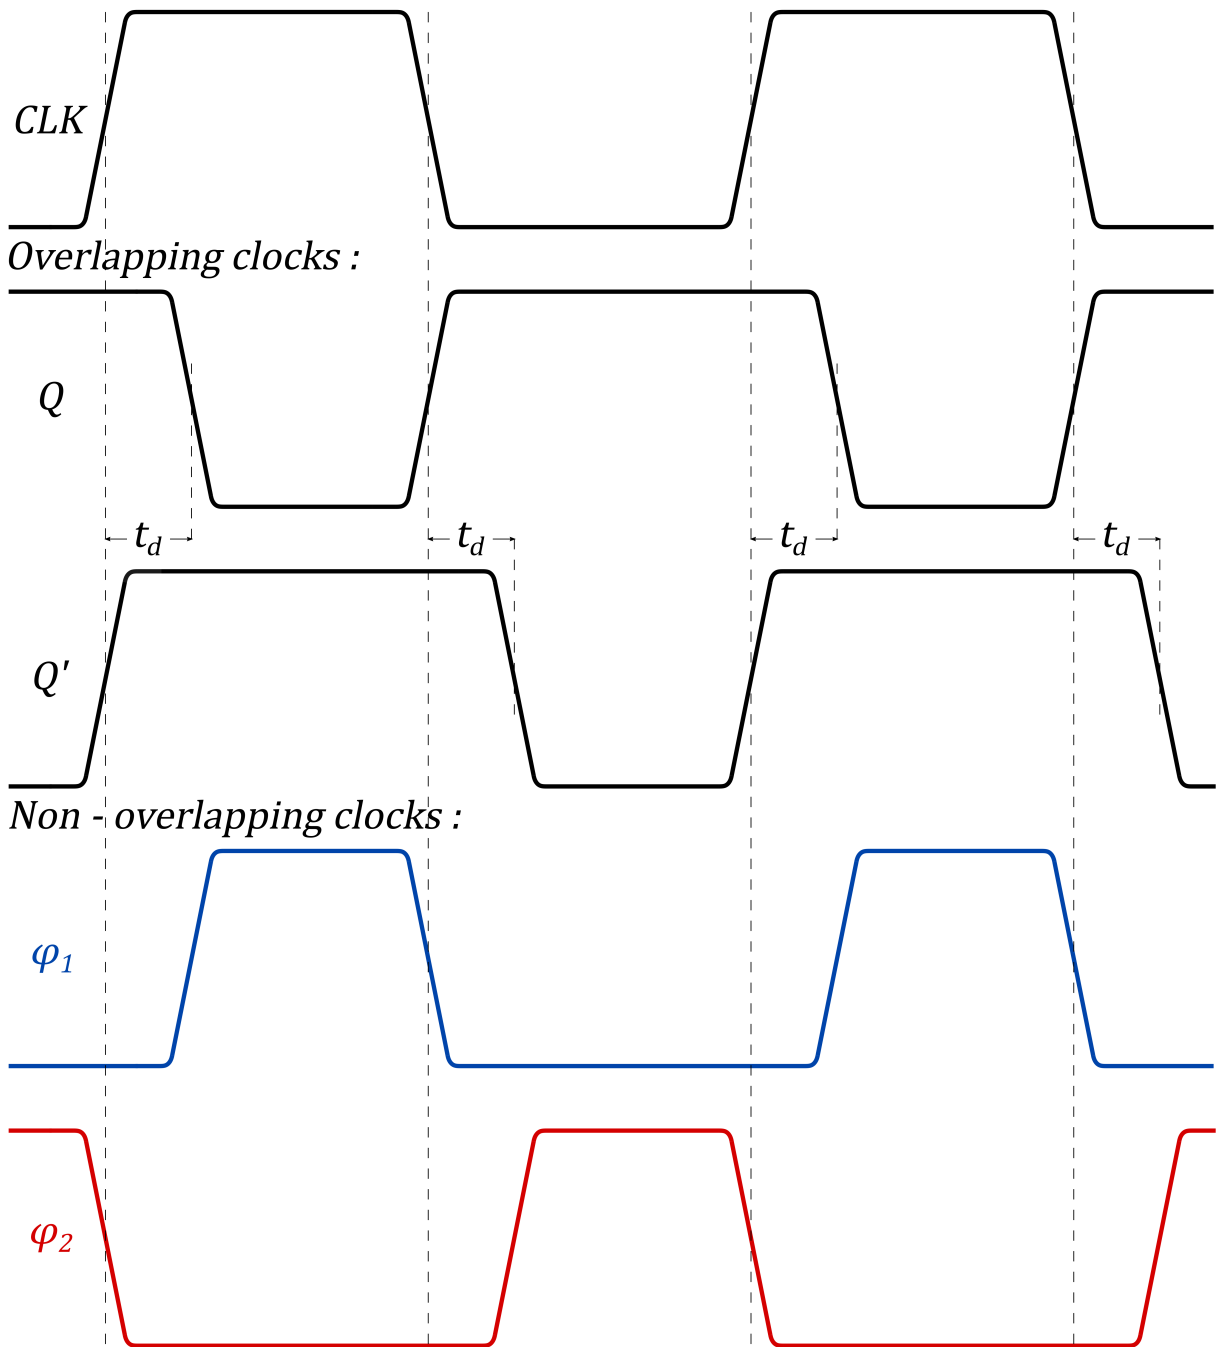 CLK
Overlapping clocks :
Q
t_d t_d t_d t_d
Q'
Non - overlapping clocks :
φ₁
φ₂